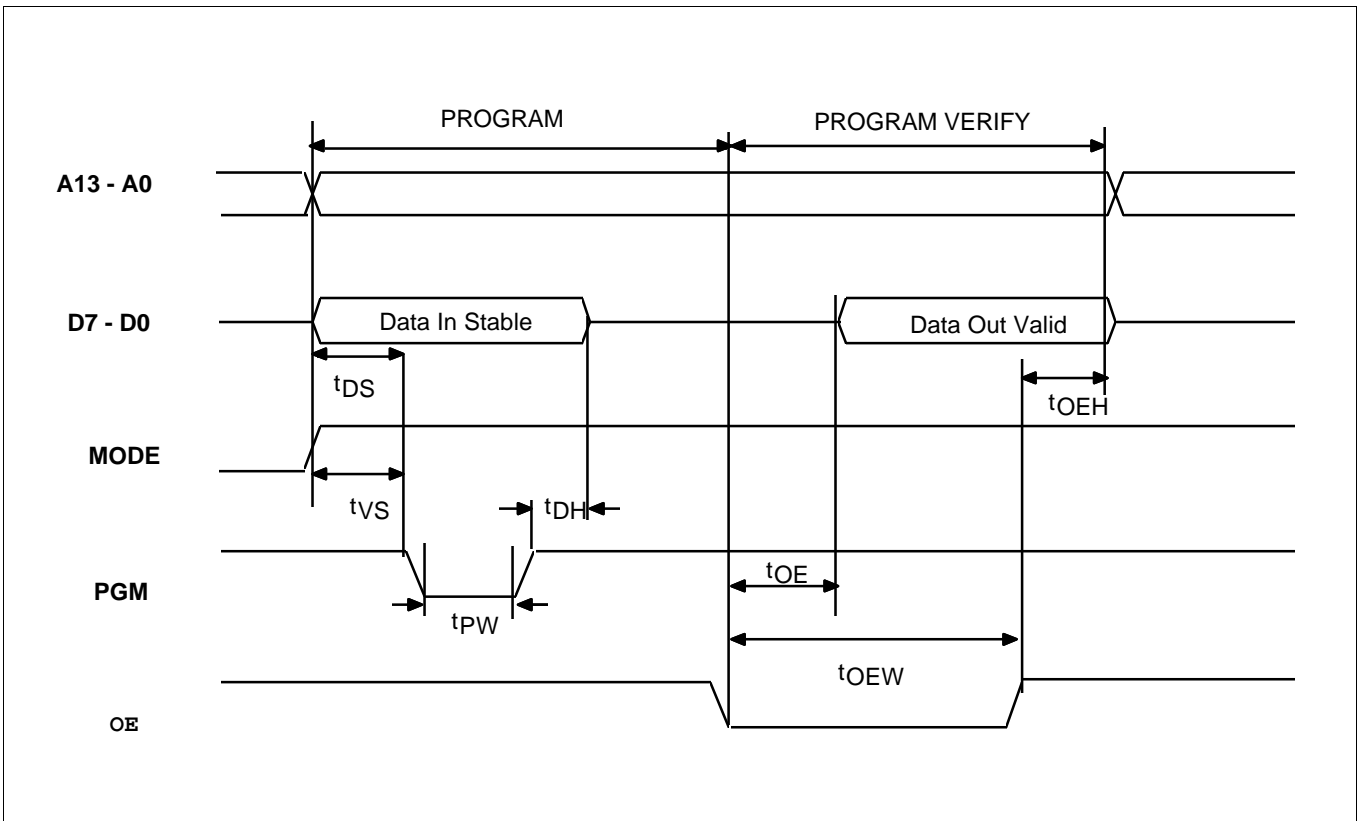 PROGRAM
PROGRAM VERIFY
A13 - A0
D7 - D0
Data In Stable
Data Out Valid
tDS
tOEH
MODE
tVS
tDH
PGM
tOE
tPW
tOEW
OE